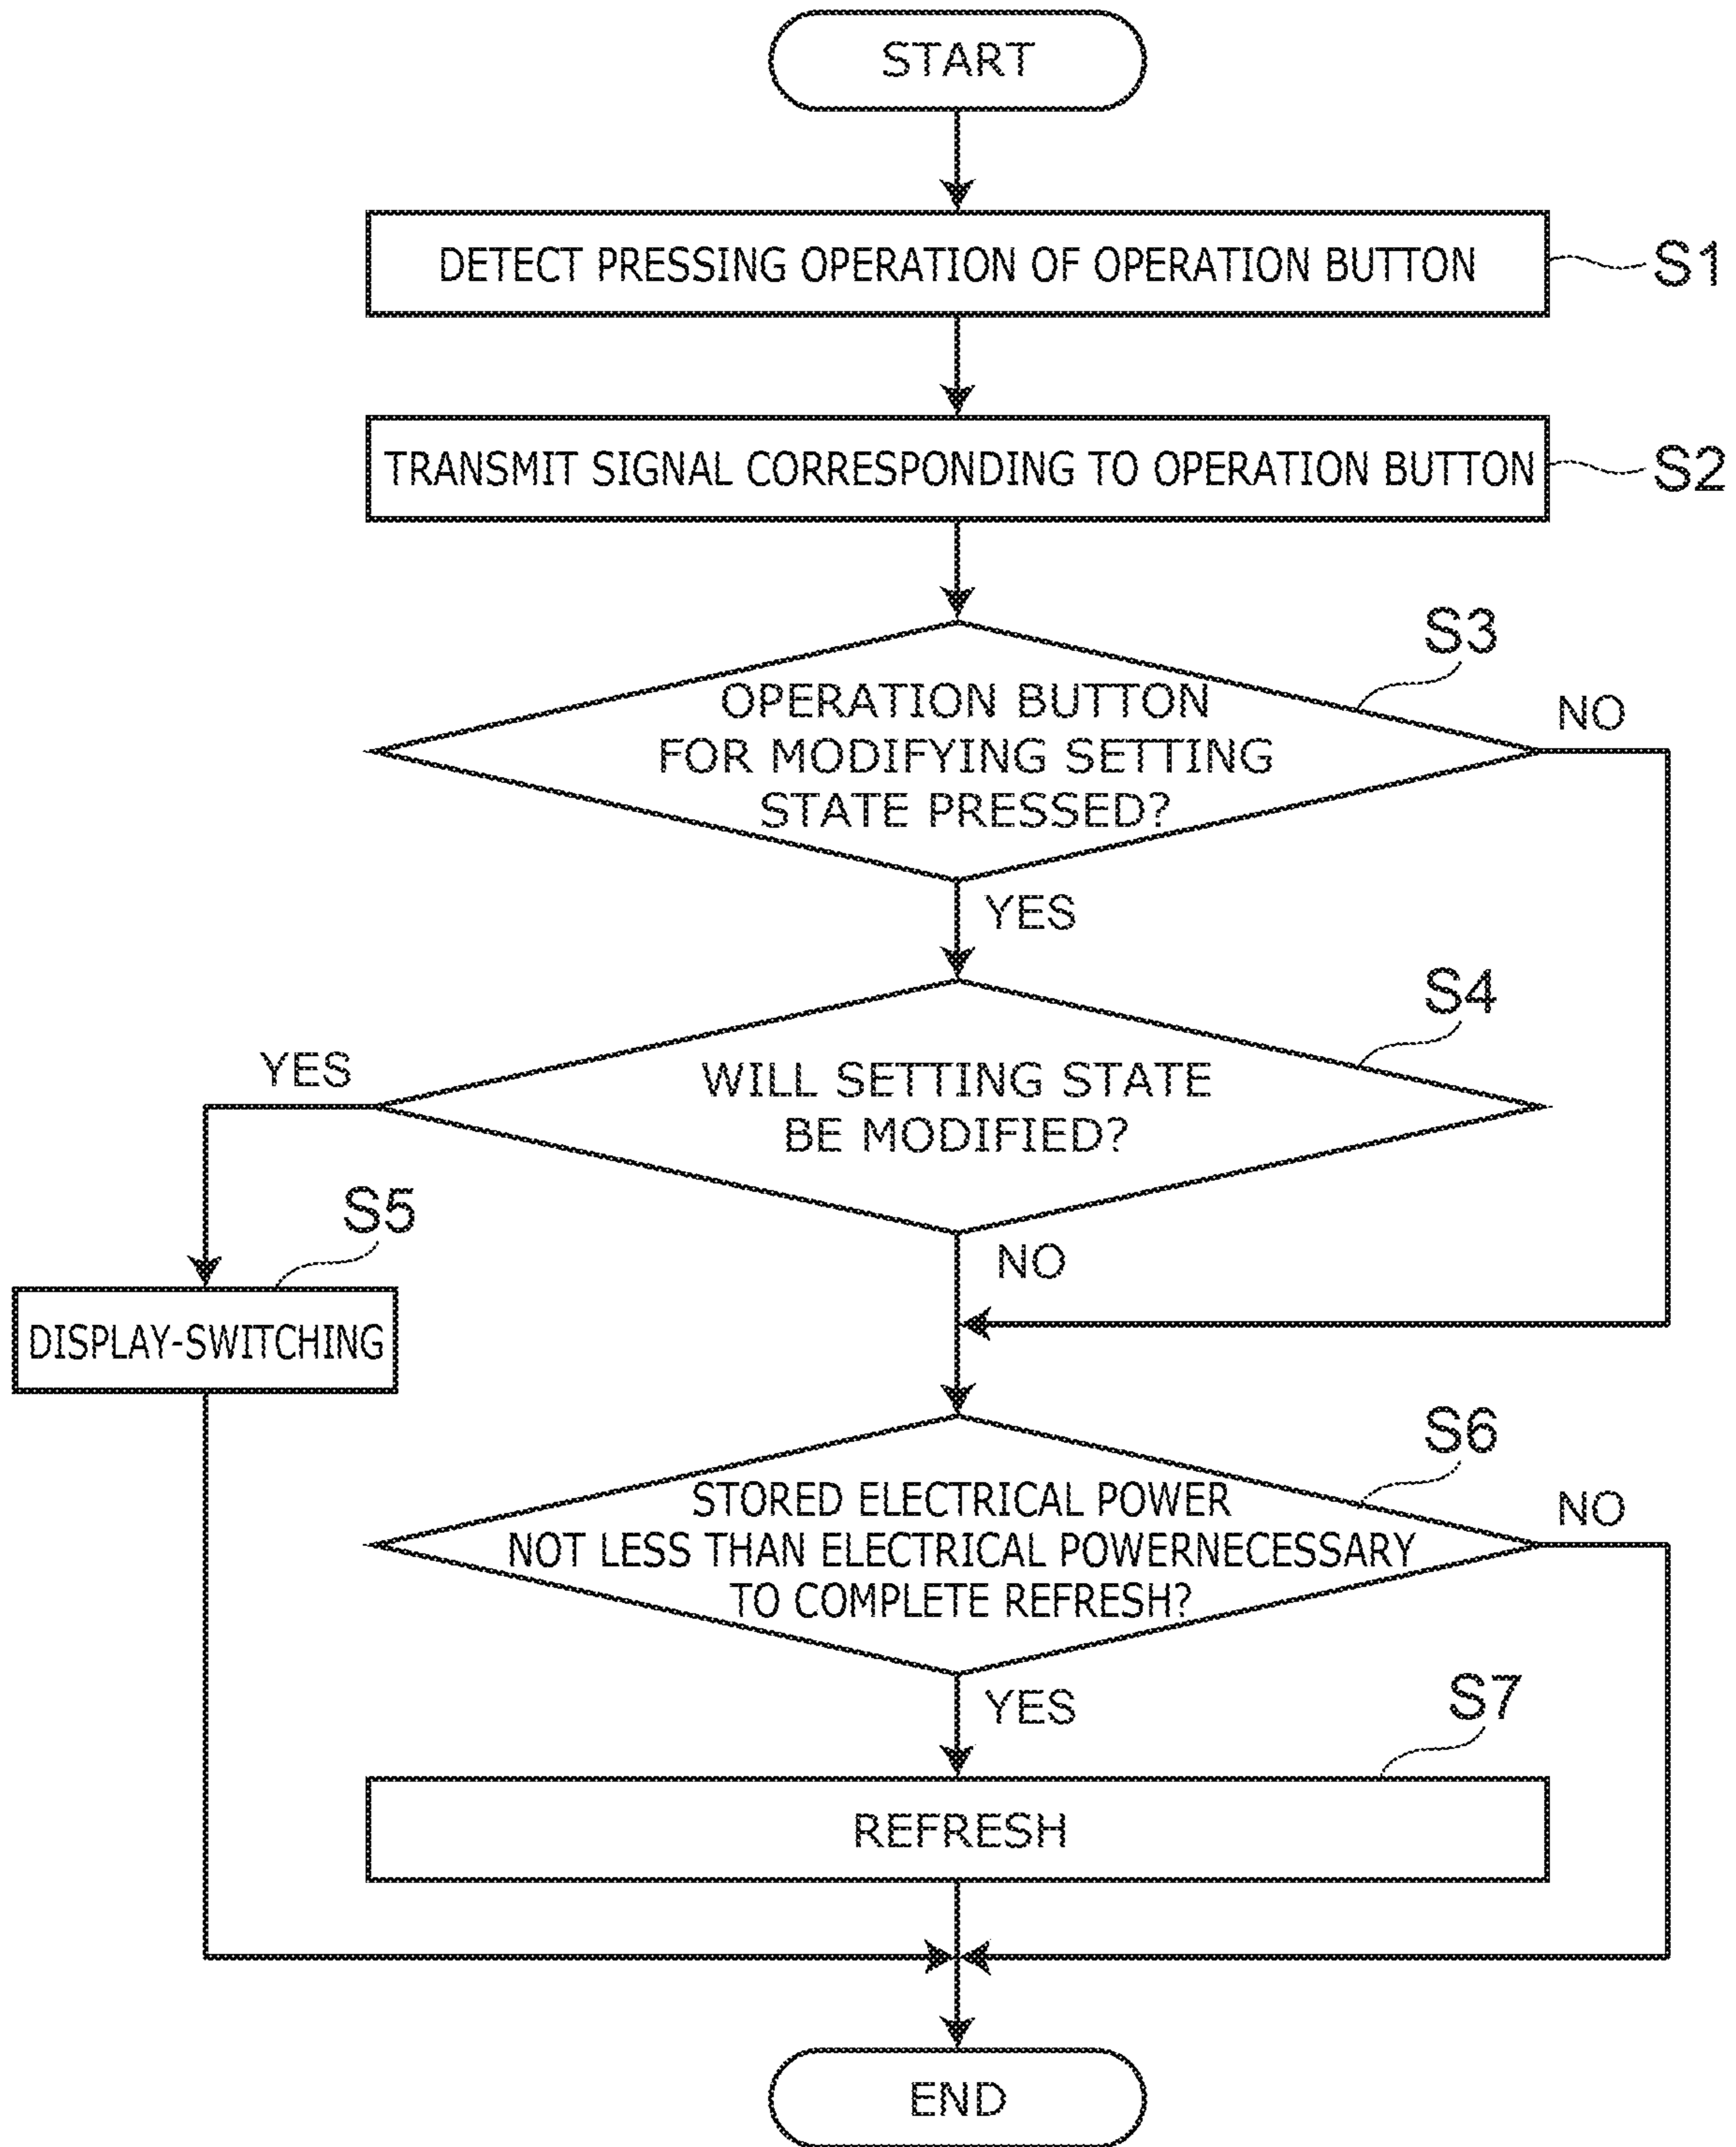 START
DETECT PRESSING OPERATION OF OPERATION BUTTON
S1
TRANSMIT SIGNAL CORRESPONDING TO OPERATION BUTTON
S2
S3
OPERATION BUTTON
FOR MODIFYING SETTING
STATE PRESSED?
NO
YES
S4
WILL SETTING STATE
BE MODIFIED?
YES
NO
S5
DISPLAY-SWITCHING
S6
STORED ELECTRICAL POWER
NOT LESS THAN ELECTRICAL POWERNECESSARY
TO COMPLETE REFRESH?
NO
YES
S7
REFRESH
END